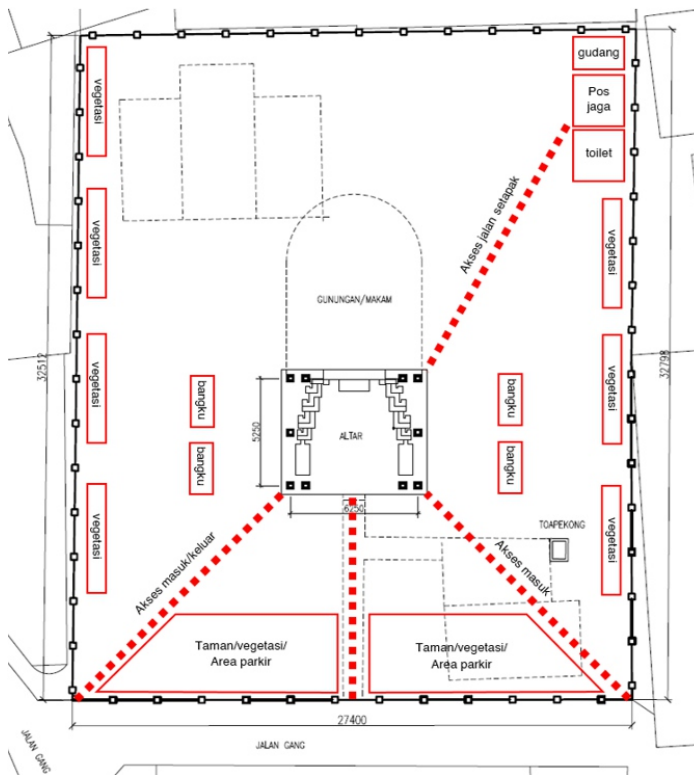 gudang
vegetasi
Pos
jaga
toilet
Akses jalan setapak
vegetasi
vegetasi
GUNUNGAN/MAKAM
32512
32798
vegetasi
vegetasi
bangku
bangku
5250
ALTAR
bangku
bangku
6250
vegetasi
vegetasi
TOAPEKONG
Akses masuk/keluar
Akses masuk
Taman/vegetasi/
Area parkir
Taman/vegetasi/
Area parkir
27400
JALAN GANG
JALAN GANG